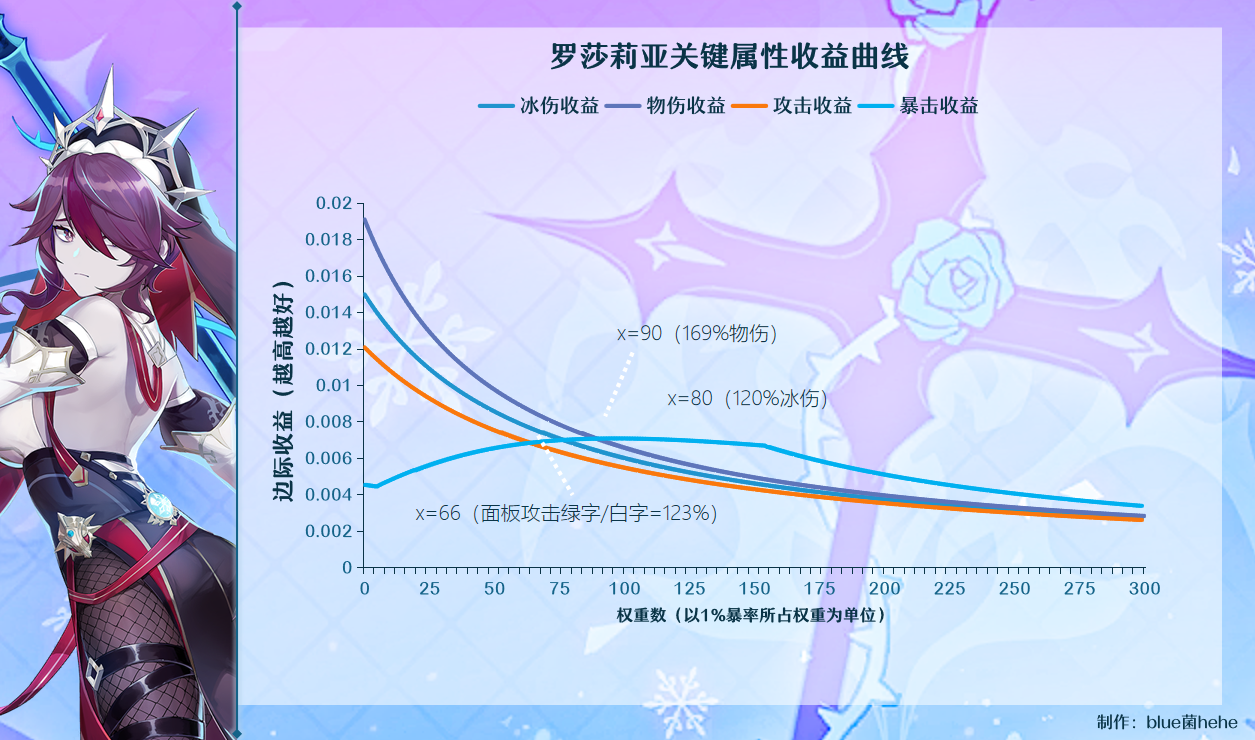 罗莎莉亚关键属性收益曲线
冰伤收益 物伤收益 攻击收益 暴击收益
边际收益（越高越好）
0.02
0.018
0.016
0.014
0.012
0.01
0.008
0.006
0.004
0.002
0
x=90（169%物伤）
x=80（120%冰伤）
x=66（面板攻击绿字/白字=123%）
0 25 50 75 100 125 150 175 200 225 250 275 300
权重数（以1%暴率所占权重为单位）
制作：blue菌hehe